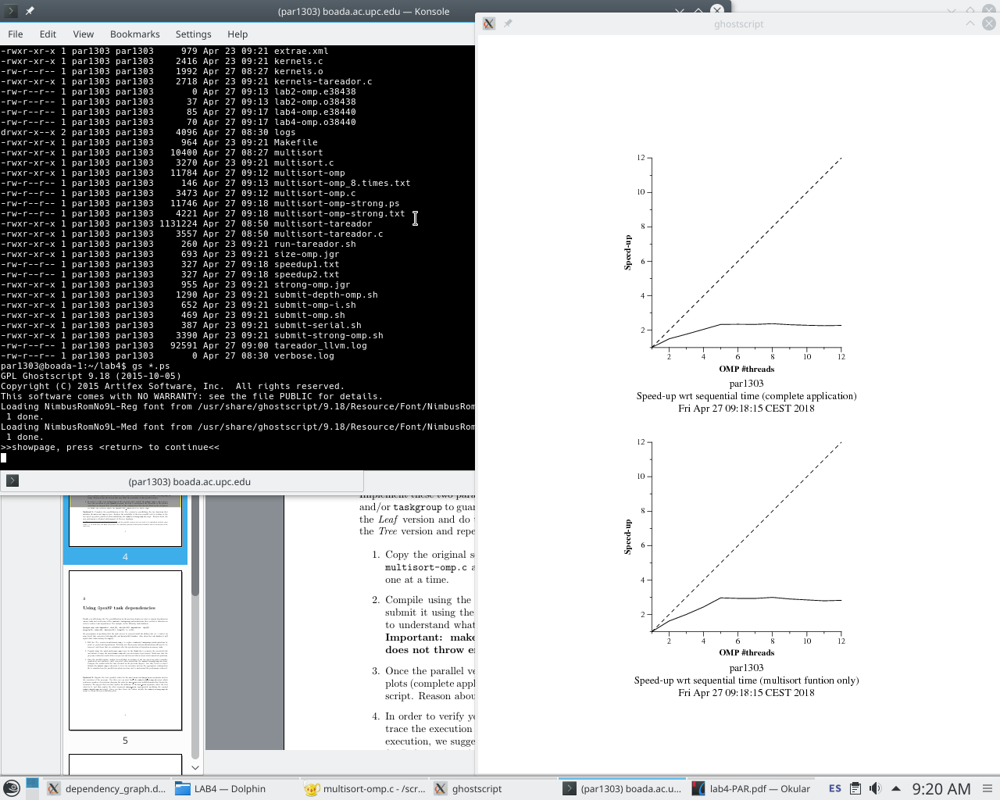 (par1303) boada.ac.upc.edu — Konsole
File Edit View Bookmarks Settings Help
-rwxr-xr-x 1 par1303 par1303 979 Apr 23 09:21 extrae.xml
-rwxr-xr-x 1 par1303 par1303 2416 Apr 23 09:21 kernels.c
-rw-r--r-- 1 par1303 par1303 1992 Apr 27 08:27 kernels.o
-rwxr-xr-x 1 par1303 par1303 2718 Apr 23 09:21 kernels-tareador.c
-rw-r--r-- 1 par1303 par1303 0 Apr 27 09:13 lab2-omp.e38438
-rw-r--r-- 1 par1303 par1303 37 Apr 27 09:13 lab2-omp.o38438
-rw-r--r-- 1 par1303 par1303 85 Apr 27 09:17 lab4-omp.e38440
-rw-r--r-- 1 par1303 par1303 70 Apr 27 09:17 lab4-omp.o38440
drwxr-x--x 2 par1303 par1303 4096 Apr 27 08:30 logs
-rwxr-xr-x 1 par1303 par1303 964 Apr 23 09:21 Makefile
-rwxr-xr-x 1 par1303 par1303 10400 Apr 27 08:27 multisort
-rwxr-xr-x 1 par1303 par1303 3270 Apr 23 09:21 multisort.c
-rwxr-xr-x 1 par1303 par1303 11784 Apr 27 09:12 multisort-omp
-rw-r--r-- 1 par1303 par1303 146 Apr 27 09:13 multisort-omp_8.times.txt
-rwxr-xr-x 1 par1303 par1303 3473 Apr 27 09:12 multisort-omp.c
-rw-r--r-- 1 par1303 par1303 11746 Apr 27 09:18 multisort-omp-strong.ps
-rw-r--r-- 1 par1303 par1303 4221 Apr 27 09:18 multisort-omp-strong.txt
-rwxr-xr-x 1 par1303 par1303 1131224 Apr 27 08:50 multisort-tareador
-rwxr-xr-x 1 par1303 par1303 3557 Apr 27 08:50 multisort-tareador.c
-rwxr-xr-x 1 par1303 par1303 260 Apr 23 09:21 run-tareador.sh
-rwxr-xr-x 1 par1303 par1303 693 Apr 23 09:21 size-omp.jgr
-rw-r--r-- 1 par1303 par1303 327 Apr 27 09:18 speedup1.txt
-rw-r--r-- 1 par1303 par1303 327 Apr 27 09:18 speedup2.txt
-rwxr-xr-x 1 par1303 par1303 955 Apr 23 09:21 strong-omp.jgr
-rwxr-xr-x 1 par1303 par1303 1290 Apr 23 09:21 submit-depth-omp.sh
-rwxr-xr-x 1 par1303 par1303 652 Apr 23 09:21 submit-omp-i.sh
-rwxr-xr-x 1 par1303 par1303 469 Apr 23 09:21 submit-omp.sh
-rwxr-xr-x 1 par1303 par1303 387 Apr 23 09:21 submit-serial.sh
-rwxr-xr-x 1 par1303 par1303 3390 Apr 23 09:21 submit-strong-omp.sh
-rw-r--r-- 1 par1303 par1303 92591 Apr 27 09:00 tareador_llvm.log
-rw-r--r-- 1 par1303 par1303 0 Apr 27 08:30 verbose.log
par1303@boada-1:~/lab4$ gs *.ps
GPL Ghostscript 9.18 (2015-10-05)
Copyright (C) 2015 Artifex Software, Inc. All rights reserved.
This software comes with NO WARRANTY: see the file PUBLIC for details.
Loading NimbusRomNo9L-Reg font from /usr/share/ghostscript/9.18/Resource/Font/NimbusRom
1 done.
Loading NimbusRomNo9L-Med font from /usr/share/ghostscript/9.18/Resource/Font/NimbusRom
1 done.
>>showpage, press <return> to continue<<
(par1303) boada.ac.upc.edu
4
3
Using OpenMP task dependencies
5
Implement these two para
and/or taskgroup to guar
the Leaf version and do
the Tree version and repe
1. Copy the original s
multisort-omp.c a
one at a time.
2. Compile using the
submit it using the
to understand what
Important: make
does not throw er
3. Once the parallel ve
plots (complete appl
script. Reason abou
4. In order to verify yo
trace the execution
execution, we sugge
ghostscript
12
10
8
6
4
2
Speed-up
2 4 6 8 10 12
OMP #threads
par1303
Speed-up wrt sequential time (complete application)
Fri Apr 27 09:18:15 CEST 2018
12
10
8
6
4
2
Speed-up
2 4 6 8 10 12
OMP #threads
par1303
Speed-up wrt sequential time (multisort funtion only)
Fri Apr 27 09:18:15 CEST 2018
dependency_graph.d...
LAB4 — Dolphin
multisort-omp.c - /scr...
ghostscript
(par1303) boada.ac.u...
lab4-PAR.pdf — Okular
ES
9:20 AM